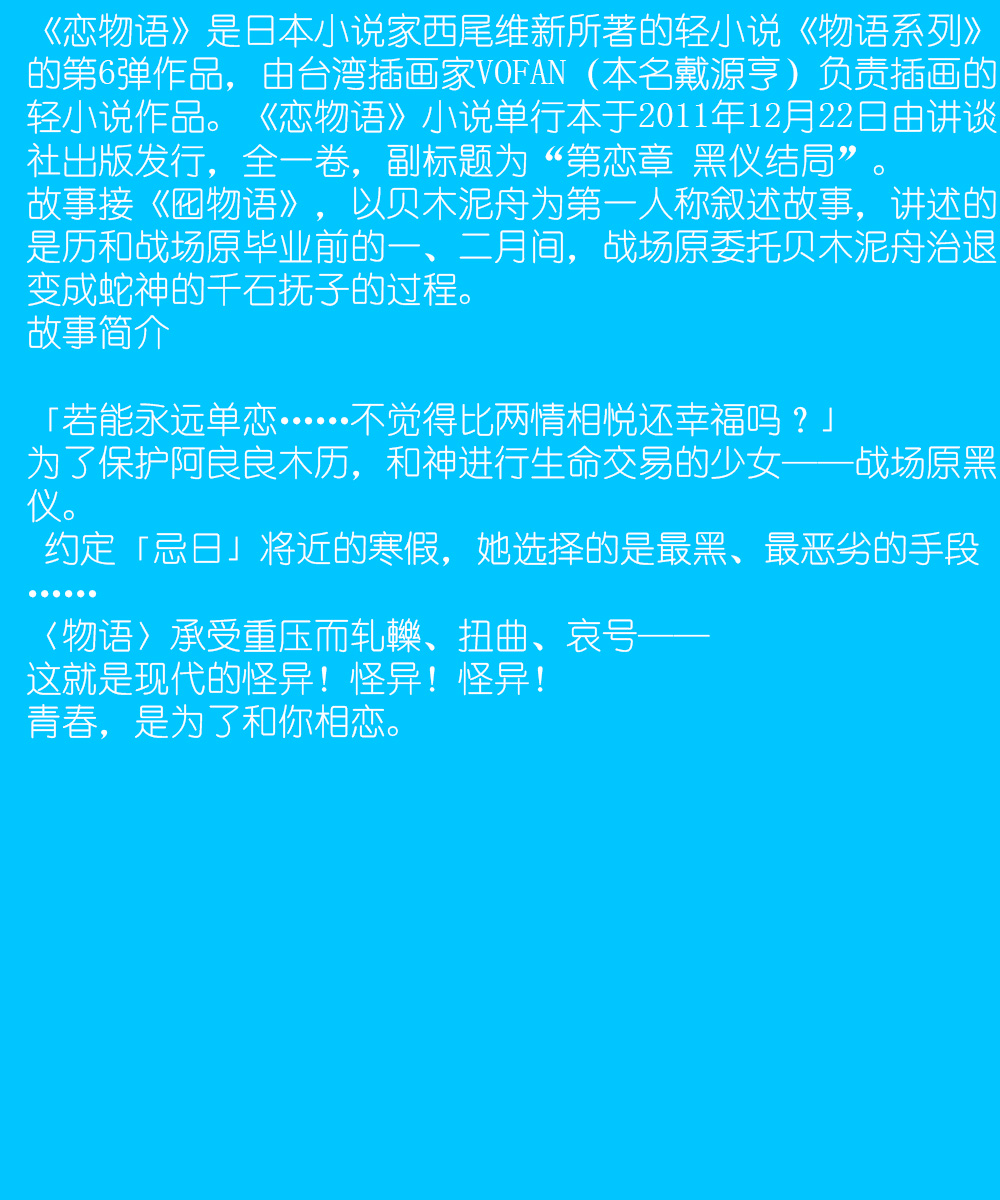 《恋物语》是日本小说家西尾维新所著的轻小说《物语系列》
的第6弹作品，由台湾插画家VOFAN（本名戴源亨）负责插画的
轻小说作品。《恋物语》小说单行本于2011年12月22日由讲谈
社出版发行，全一卷，副标题为“第恋章 黑仪结局”。
故事接《囮物语》，以贝木泥舟为第一人称叙述故事，讲述的
是历和战场原毕业前的一、二月间，战场原委托贝木泥舟治退
变成蛇神的千石抚子的过程。
故事简介
「若能永远单恋……不觉得比两情相悦还幸福吗？」
为了保护阿良良木历，和神进行生命交易的少女——战场原黑
仪。
约定「忌日」将近的寒假，她选择的是最黑、最恶劣的手段
……
〈物语〉承受重压而轧轢、扭曲、哀号——
这就是现代的怪异！怪异！怪异！
青春，是为了和你相恋。